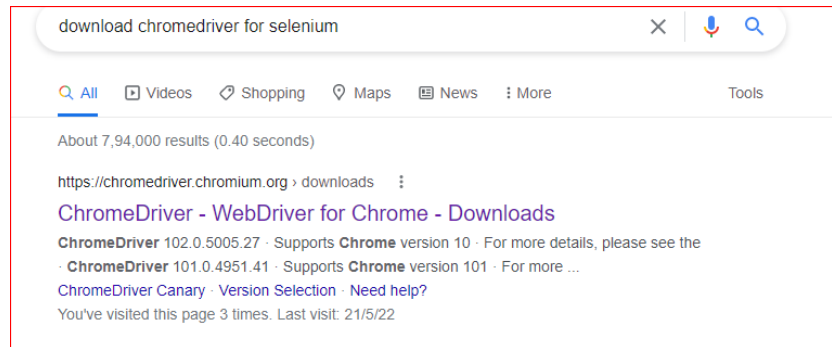 download chromedriver for selenium
All Videos Shopping Maps News More Tools
About 7,94,000 results (0.40 seconds)
https://chromedriver.chromium.org › downloads
ChromeDriver - WebDriver for Chrome - Downloads
ChromeDriver 102.0.5005.27 · Supports Chrome version 10 · For more details, please see the
· ChromeDriver 101.0.4951.41 · Supports Chrome version 101 · For more ...
ChromeDriver Canary · Version Selection · Need help?
You've visited this page 3 times. Last visit: 21/5/22